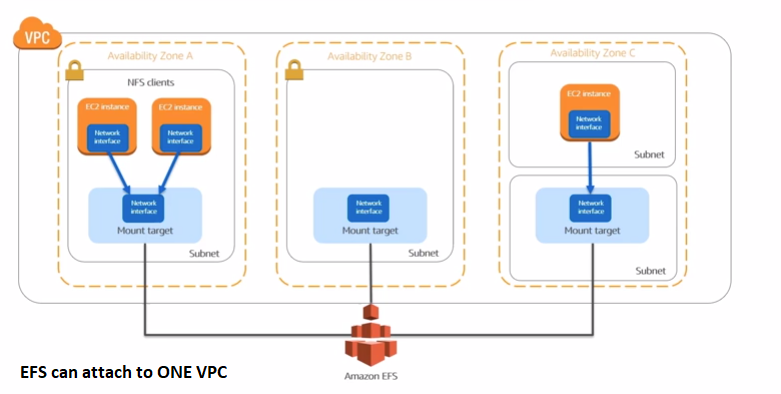 VPC
Availability Zone A
Availability Zone B
Availability Zone C
NFS clients
EC2 instance
EC2 instance
EC2 instance
Network
interface
Network
interface
Network
interface
Subnet
Network
interface
Network
interface
Network
interface
Mount target
Mount target
Mount target
Subnet
Subnet
Subnet
EFS can attach to ONE VPC
Amazon EFS